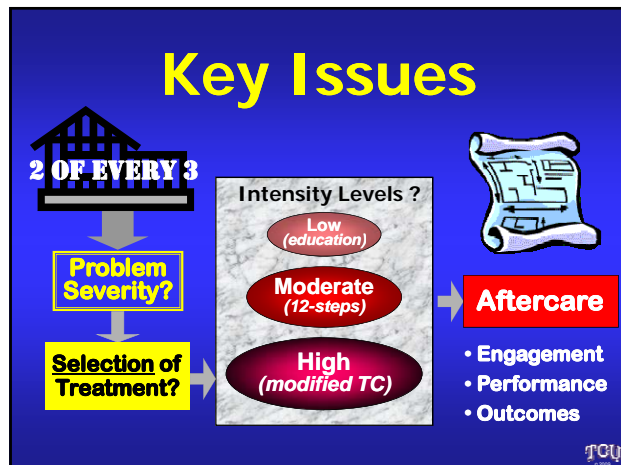 Key Issues
2 OF EVERY 3
Problem
Severity?
Selection of
Treatment?
Intensity Levels ?
Low
(education)
Moderate
(12-steps)
High
(modified TC)
Aftercare
• Engagement
• Performance
• Outcomes
TCU